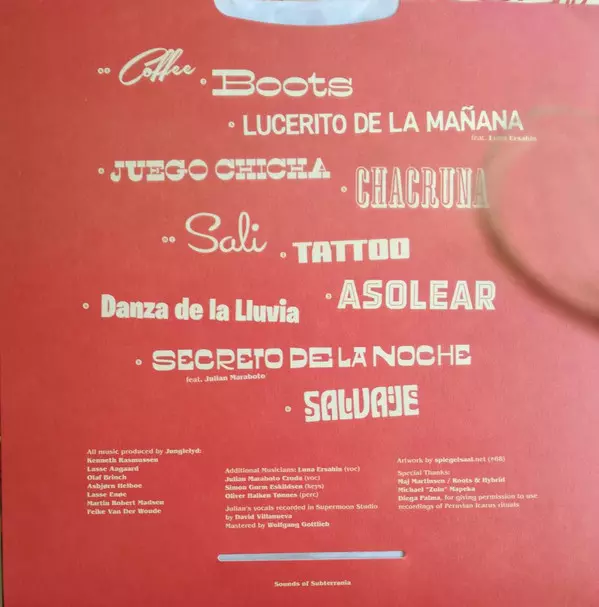 Coffee
Boots
LUCERITO DE LA MAÑANA
feat. Luna Ersahin
JUEGO CHICHA
CHACRUNA
Sali
TATTOO
ASOLEAR
Danza de la Lluvia
SECRETO DE LA NOCHE
feat. Julian Maraboto
SALVAJE
All music produced by Junglelyd:
Kenneth Rasmussen
Lasse Aagaard
Olaf Brinch
Asbjørn Helboe
Lasse Enøe
Martin Robert Madsen
Feike Van Der Woude
Additional Musicians: Luna Ersahin (voc)
Julian Maraboto Cruda (voc)
Simon Gorm Eskildsen (keys)
Oliver Halken Tønnes (perc)
Julian's vocals recorded in Supermoon Studio
by David Villanueva
Mastered by Wolfgang Gottlieb
Artwork by spiegelsaal.net (#68)
Special Thanks:
Maj Martinsen / Roots & Hybrid
Michael "Zulu" Mapeka
Diega Palma, for giving permission to use
recordings of Peruvian Icaros rituals
Sounds of Subterrania